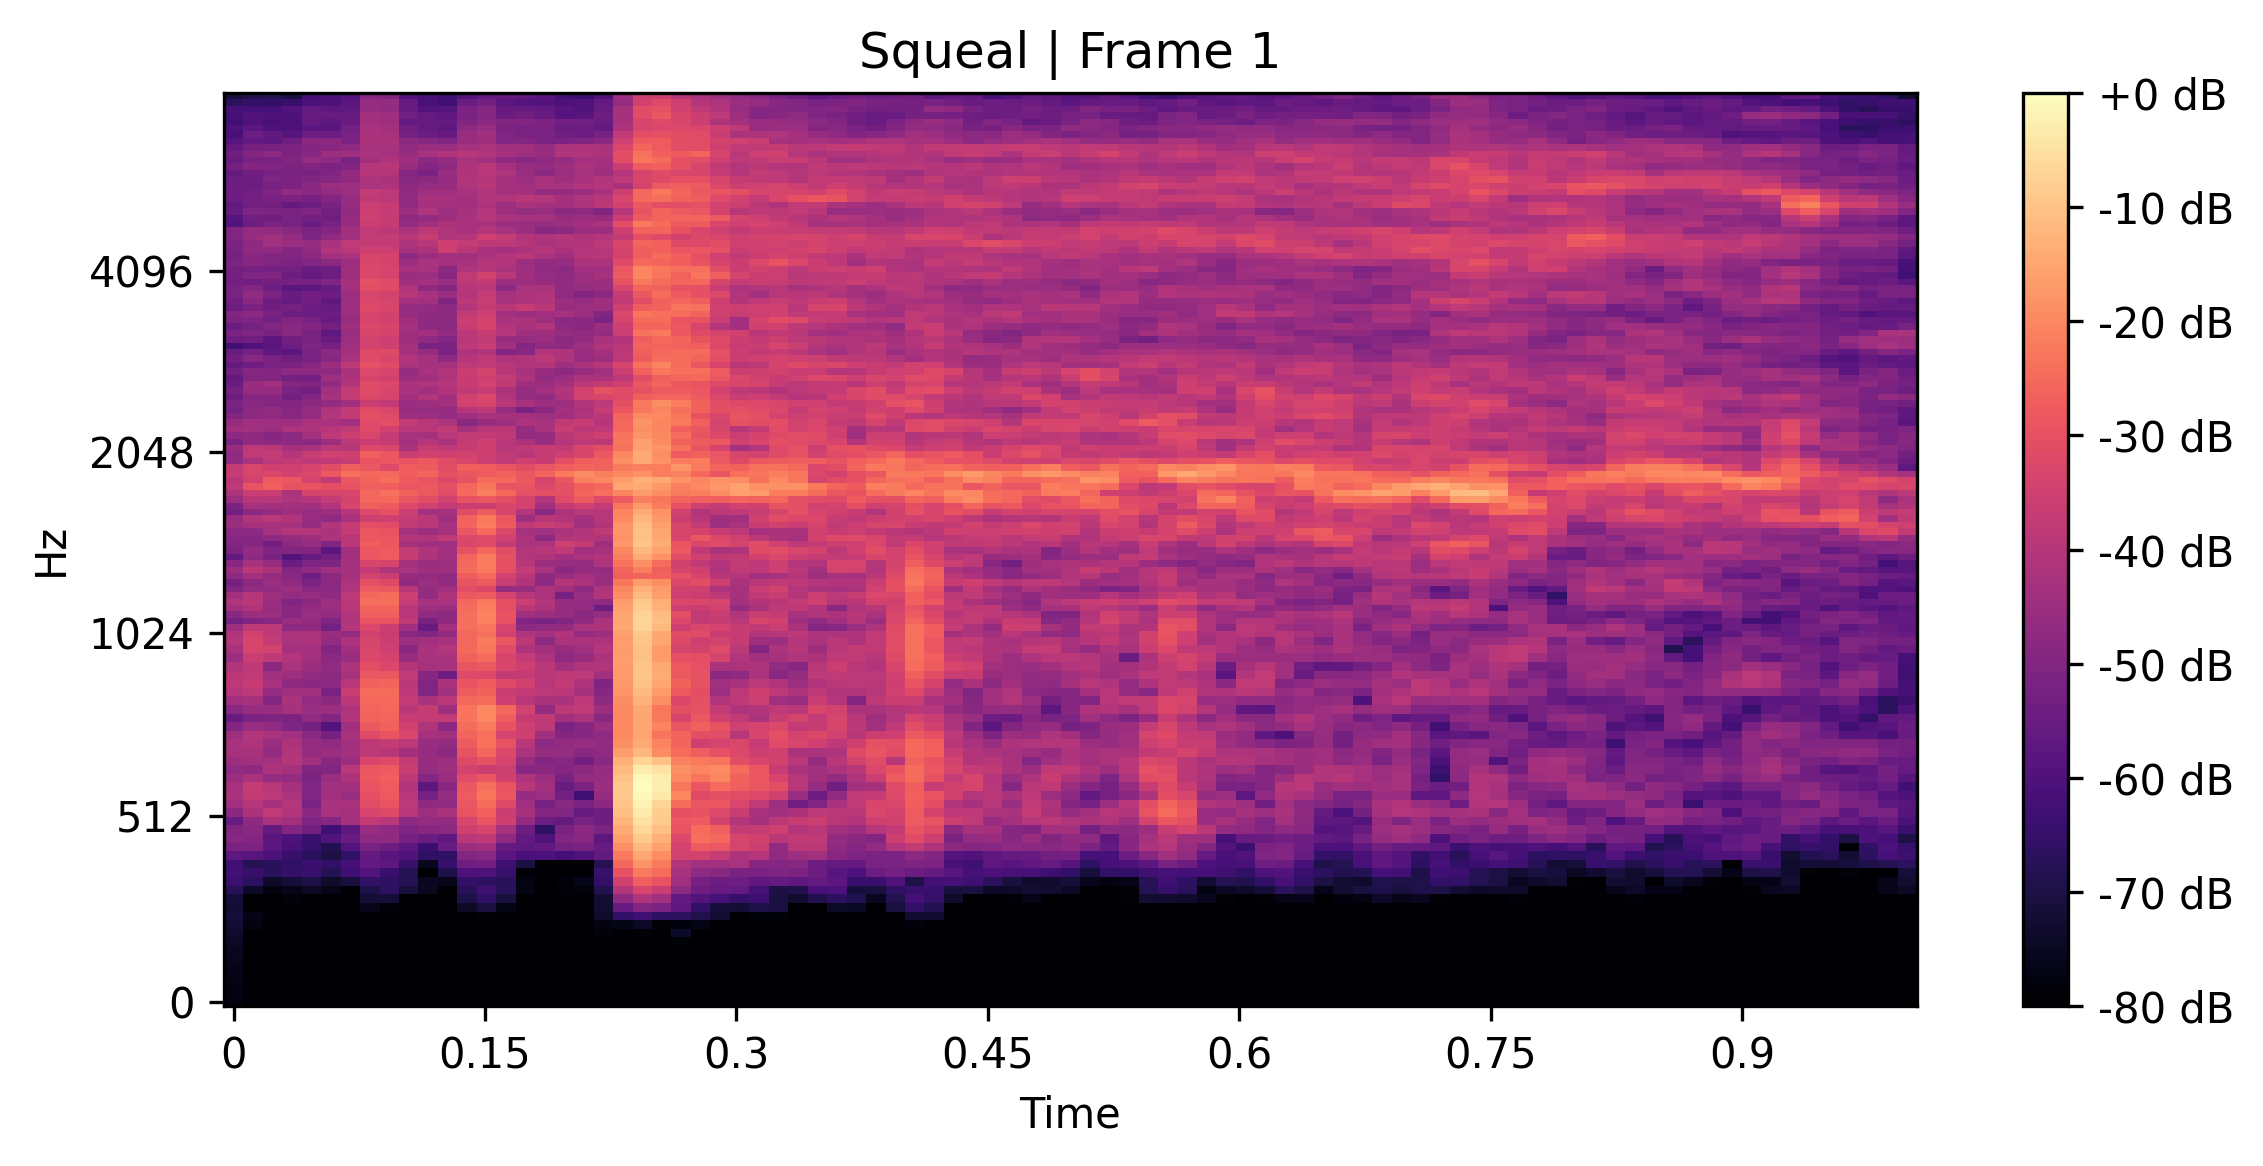 Squeal | Frame 1
+0 dB
-10 dB
-20 dB
-30 dB
-40 dB
-50 dB
-60 dB
-70 dB
-80 dB
Hz
4096
2048
1024
512
0
0 0.15 0.3 0.45 0.6 0.75 0.9
Time